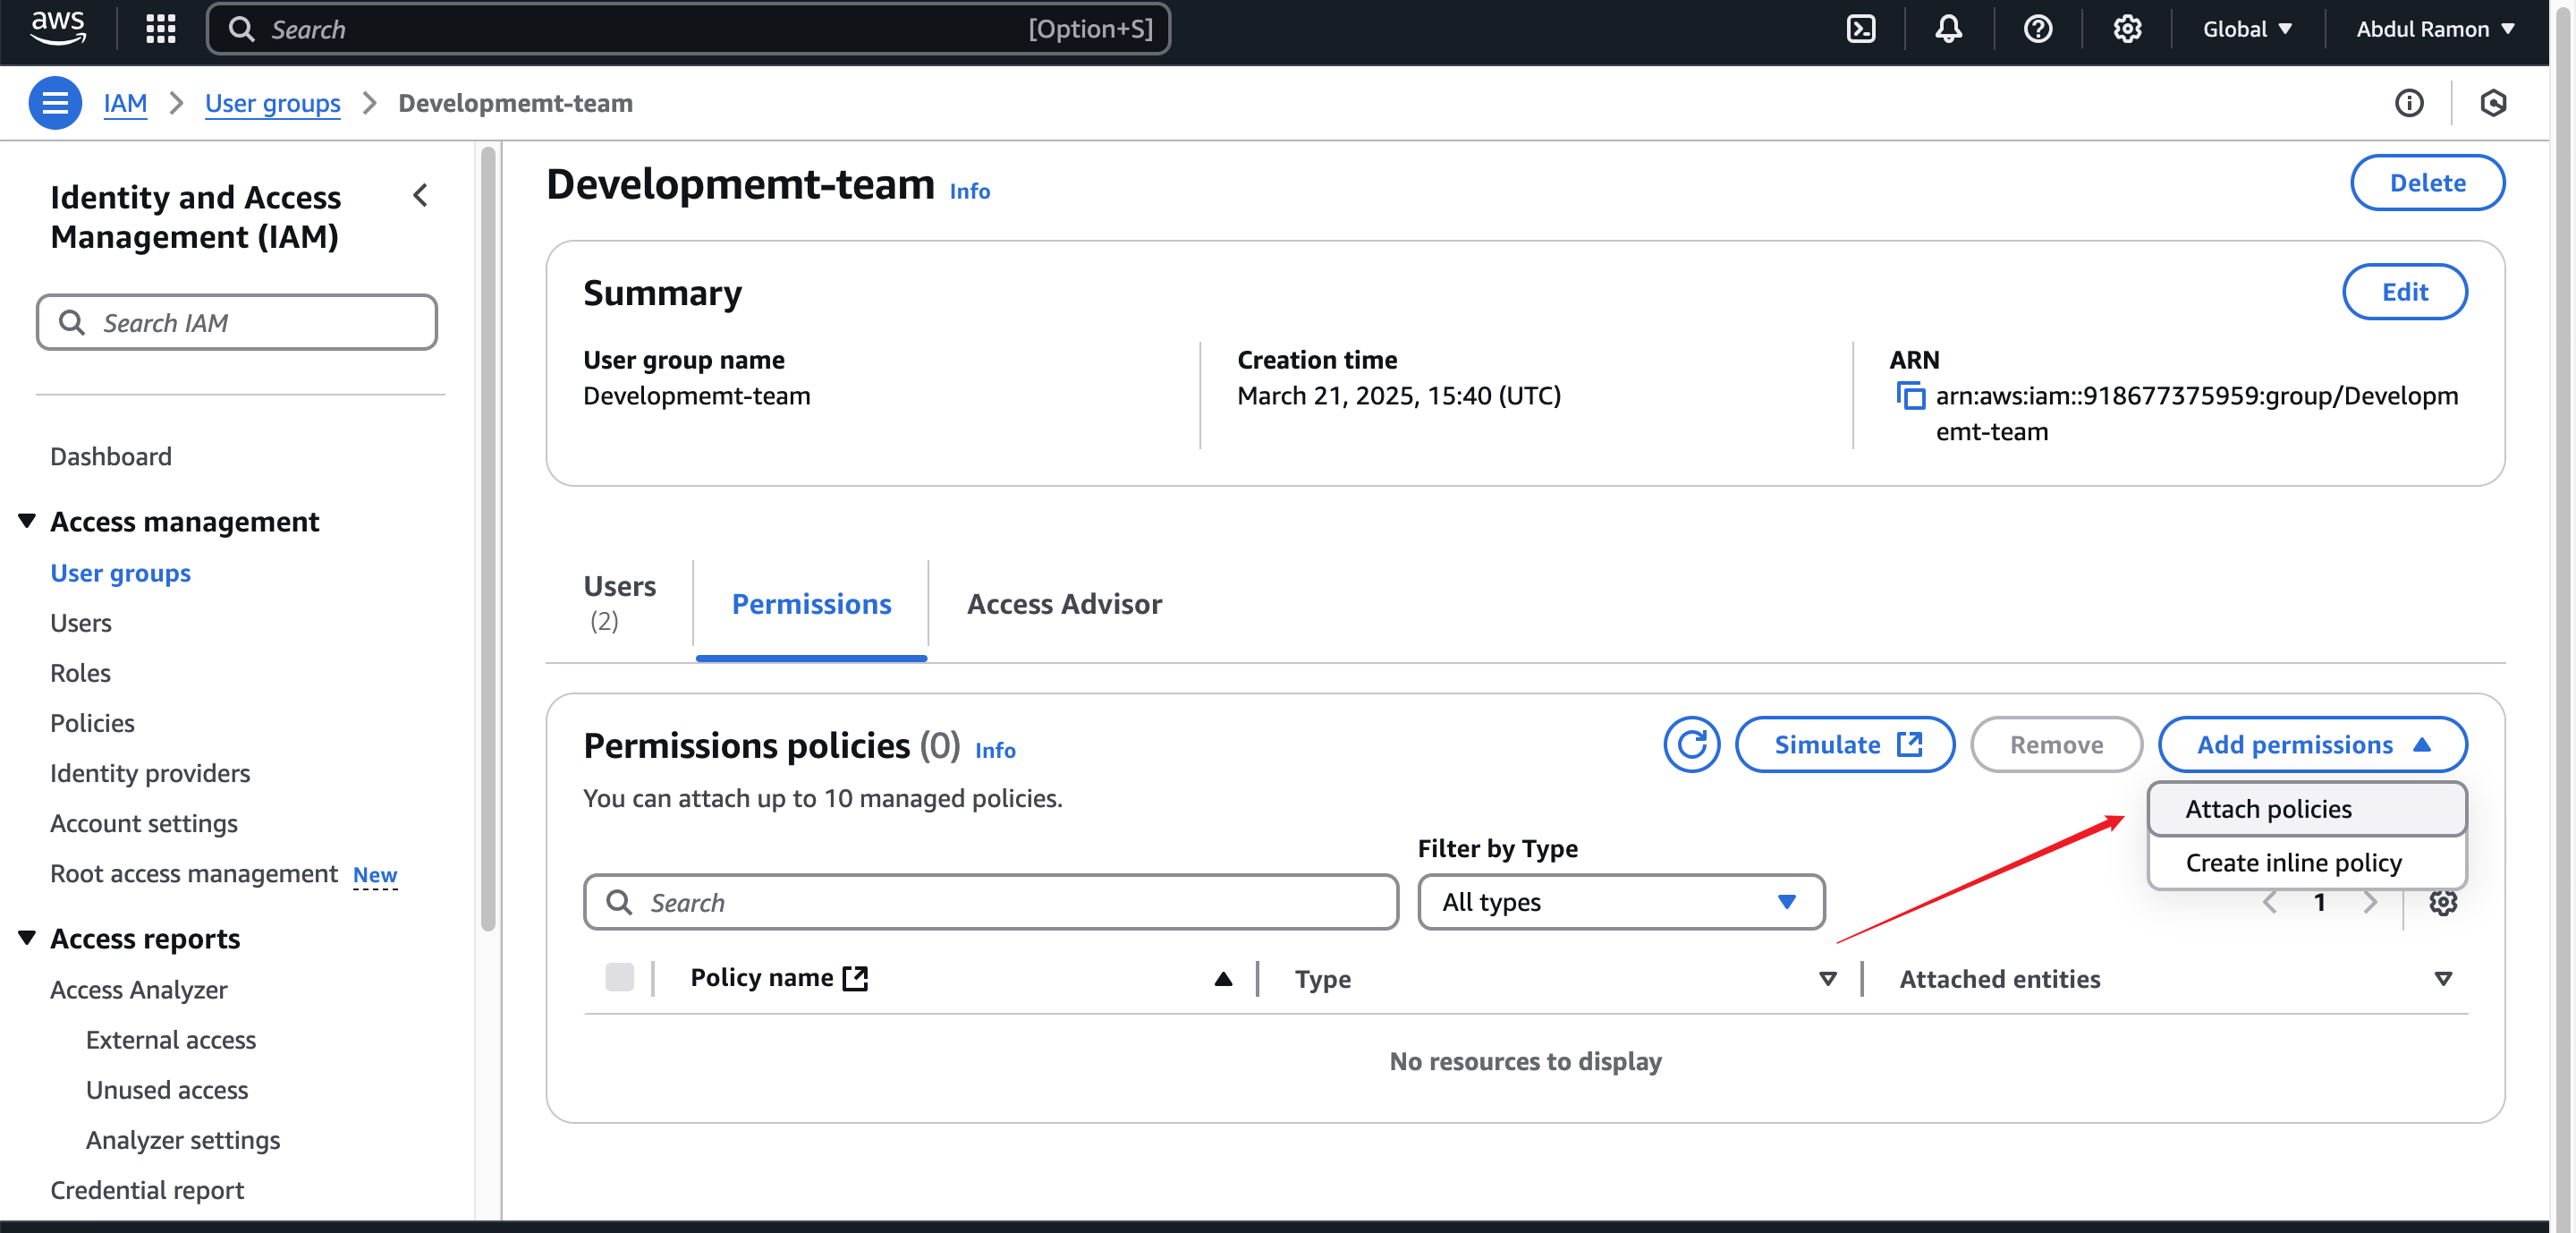 aws
Search [Option+S]
Global
Abdul Ramon
IAM > User groups > Developmemt-team
Identity and Access
Management (IAM)
Search IAM
Dashboard
Access management
User groups
Users
Roles
Policies
Identity providers
Account settings
Root access management New
Access reports
Access Analyzer
External access
Unused access
Analyzer settings
Credential report
Developmemt-team Info
Delete
Summary
Edit
User group name
Developmemt-team
Creation time
March 21, 2025, 15:40 (UTC)
ARN
arn:aws:iam::918677375959:group/Developm
emt-team
Users
(2)
Permissions
Access Advisor
Permissions policies (0) Info
Simulate
Remove
Add permissions
Attach policies
Create inline policy
You can attach up to 10 managed policies.
Filter by Type
Search
All types
1
Policy name
Type
Attached entities
No resources to display